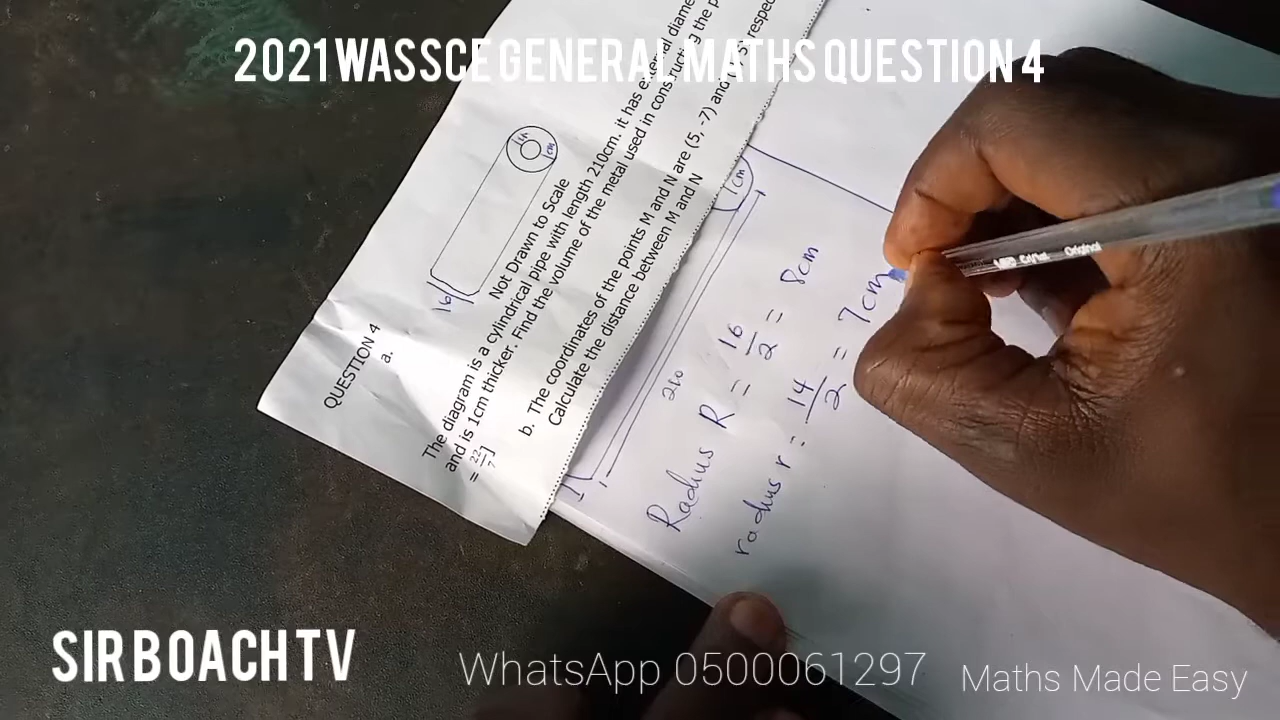 2021 WASSCE GENERAL MATHS QUESTION 4
QUESTION 4
a.
16
1cm
Not Drawn to Scale
The diagram is a cylindrical pipe with length 210cm. it has external
and is 1cm thicker. Find the volume of the metal used in constructing the
= 22/7]
b. The coordinates of the points M and N are (5, -7) and
Calculate the distance between M and N
1cm
210
Radius R = 16/2 = 8cm
radius r = 14/2 = 7cm
Original
SIR BOACH TV
WhatsApp 0500061297
Maths Made Easy